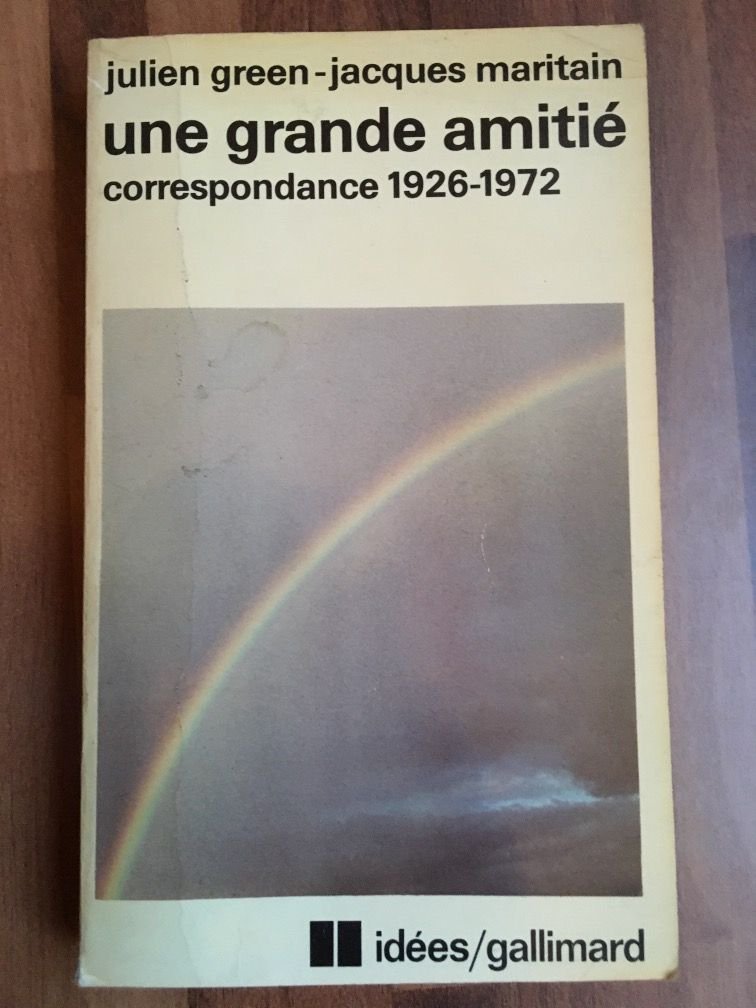 julien green-jacques maritain
une grande amitié
correspondance 1926-1972
idées/gallimard